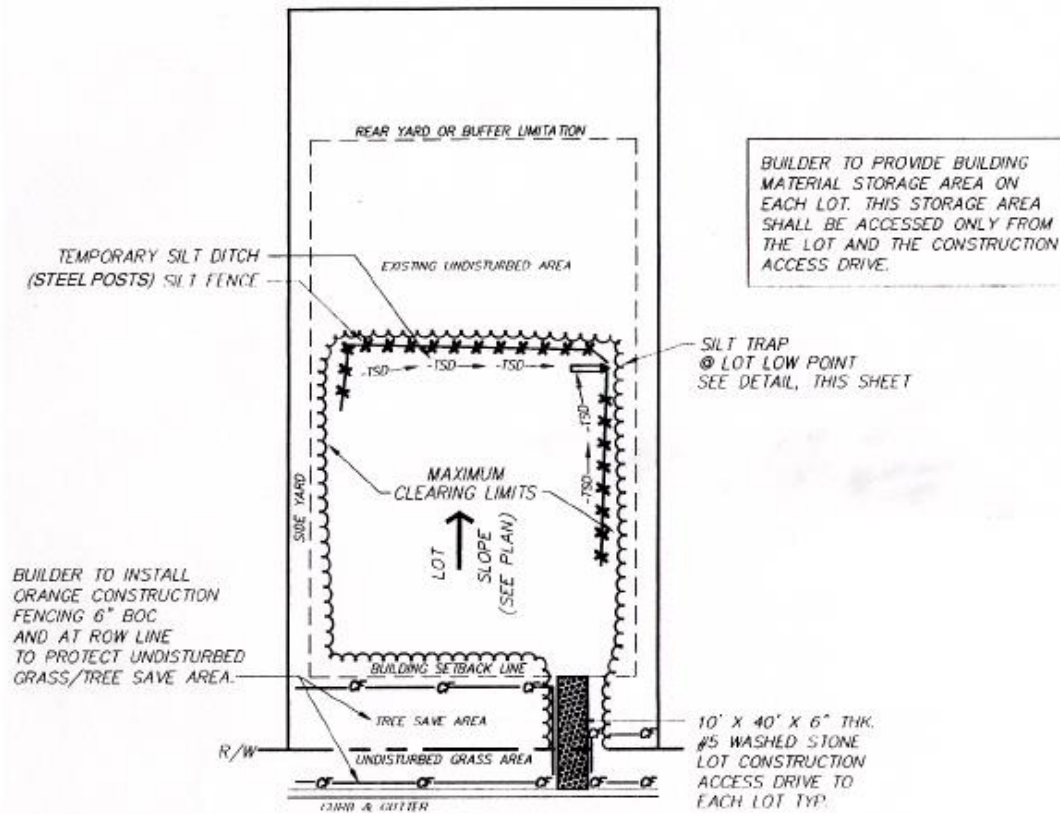 REAR YARD OR BUFFER LIMITATION
BUILDER TO PROVIDE BUILDING
MATERIAL STORAGE AREA ON
EACH LOT. THIS STORAGE AREA
SHALL BE ACCESSED ONLY FROM
THE LOT AND THE CONSTRUCTION
ACCESS DRIVE.
TEMPORARY SILT DITCH
(STEEL POSTS) SILT FENCE
EXISTING UNDISTURBED AREA
SILT TRAP
@ LOT LOW POINT
SEE DETAIL, THIS SHEET
-TSD -TSD -TSD
-TSD
-TSD
MAXIMUM
CLEARING LIMITS
SIDE YARD
LOT
SLOPE
(SEE PLAN)
BUILDER TO INSTALL
ORANGE CONSTRUCTION
FENCING 6" BOC
AND AT ROW LINE
TO PROTECT UNDISTURBED
GRASS/TREE SAVE AREA.
BUILDING SETBACK LINE
CF CF CF
TREE SAVE AREA
CF CF
R/W
UNDISTURBED GRASS AREA
CF CF CF CF CF
CURB & GUTTER
10' X 40' X 6" THK.
#5 WASHED STONE
LOT CONSTRUCTION
ACCESS DRIVE TO
EACH LOT TYP.